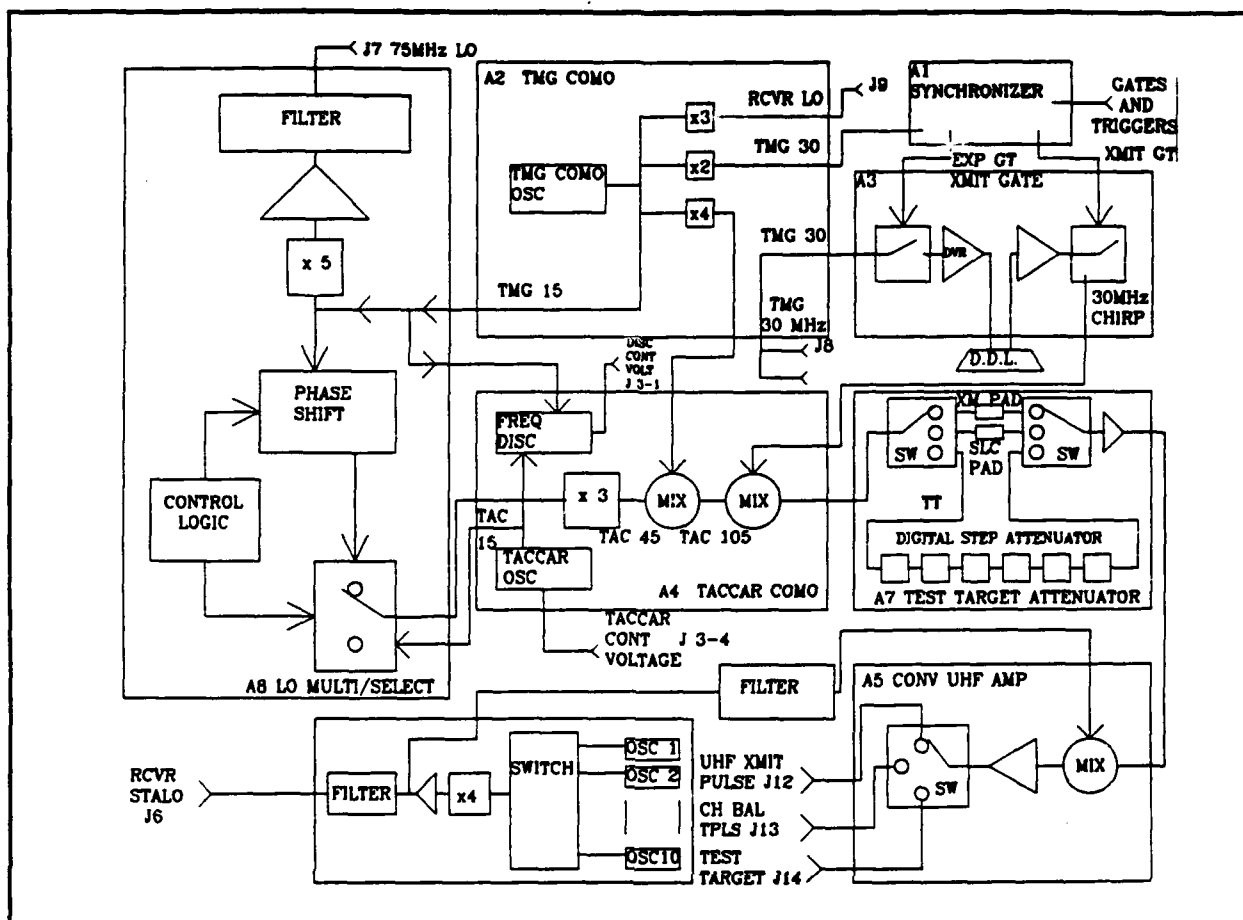 J7 75MHz LO
FILTER
x 5
PHASE
SHIFT
CONTROL
LOGIC
A8 LO MULTI/SELECT
A2 TMG COMO
RCVR LO
J9
x3
TMG 30
x2
TMG COMO
OSC
x4
TMG 15
A1
SYNCHRONIZER
GATES
AND
TRIGGERS
EXP GT
XMIT GT
A3
XMIT GATE
TMG 30
DVR
TMG
30 MHz
J8
30MHz
CHIRP
D.D.L.
DISC
CONT
VOLT
J 3-1
FREQ
DISC
x 3
MIX
MIX
TAC
15
TAC 45
TAC 105
TACCAR
OSC
A4 TACCAR COMO
TACCAR
CONT
VOLTAGE
J 3-4
XM PAD
SW
SLC
PAD
SW
TT
DIGITAL STEP ATTENUATOR
A7 TEST TARGET ATTENUATOR
FILTER
A5 CONV UHF AMP
RCVR
STALO
J6
FILTER
x4
SWITCH
OSC 1
OSC 2
OSC10
UHF XMIT
PULSE J12
CH BAL
TPLS J13
TEST
TARGET J14
SW
MIX